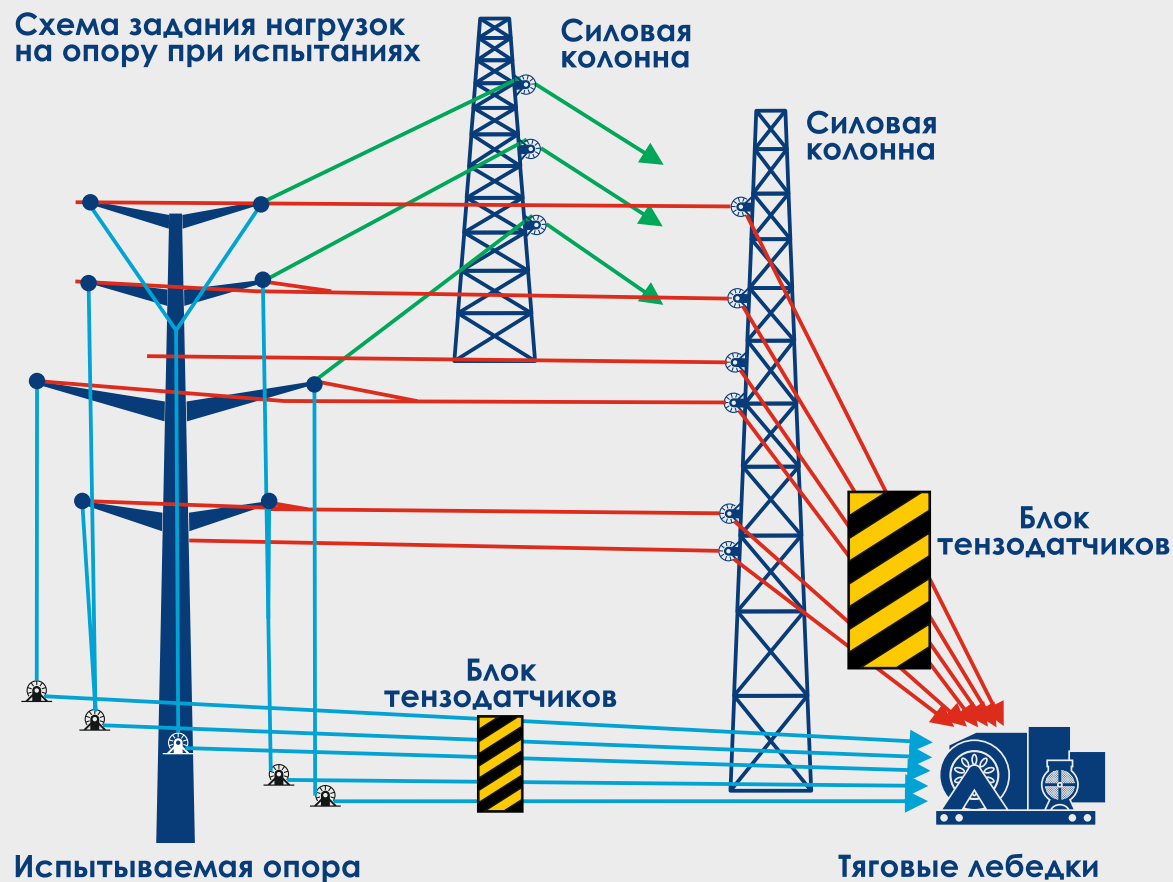 Схема задания нагрузок
на опору при испытаниях
Силовая
колонна
Силовая
колонна
Блок
тензодатчиков
Блок
тензодатчиков
Испытываемая опора
Тяговые лебедки